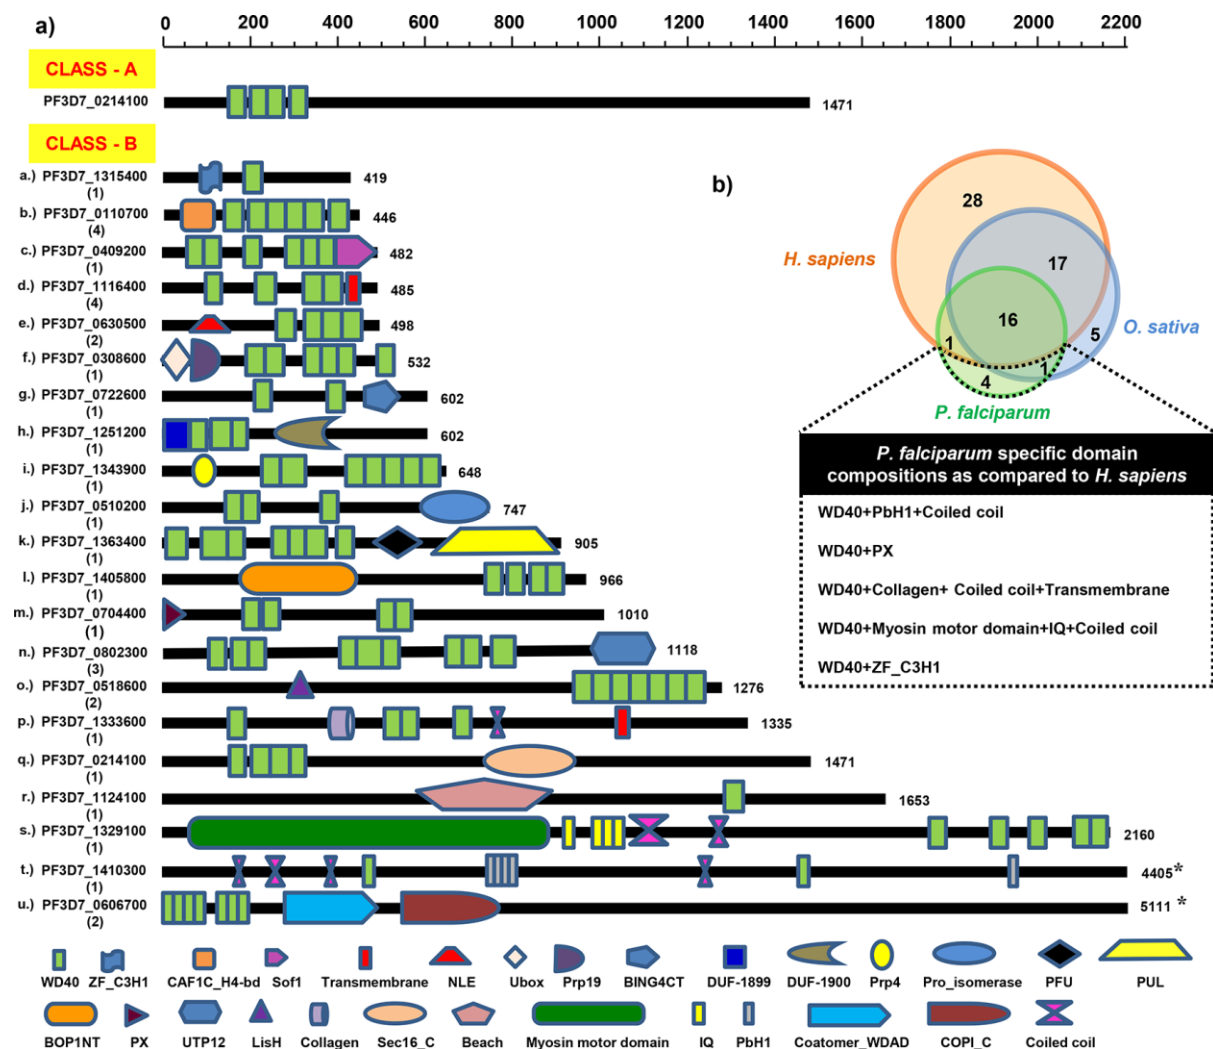 a)
0 200 400 600 800 1000 1200 1400 1600 1800 2000 2200
CLASS - A
PF3D7_0214100 1471
CLASS - B
a.) PF3D7_1315400 419
(1)
b.) PF3D7_0110700 446
(4)
c.) PF3D7_0409200 482
(1)
d.) PF3D7_1116400 485
(4)
e.) PF3D7_0630500 498
(2)
f.) PF3D7_0308600 532
(1)
g.) PF3D7_0722600 602
(1)
h.) PF3D7_1251200 602
(1)
i.) PF3D7_1343900 648
(1)
j.) PF3D7_0510200 747
(1)
k.) PF3D7_1363400 905
(1)
l.) PF3D7_1405800 966
(1)
m.) PF3D7_0704400 1010
(1)
n.) PF3D7_0802300 1118
(3)
o.) PF3D7_0518600 1276
(2)
p.) PF3D7_1333600 1335
(1)
q.) PF3D7_0214100 1471
(1)
r.) PF3D7_1124100 1653
(1)
s.) PF3D7_1329100 2160
(1)
t.) PF3D7_1410300 4405*
(1)
u.) PF3D7_0606700 5111 *
(2)
b)
28
H. sapiens
17
16
O. sativa
5
1
1
4
P. falciparum
P. falciparum specific domain
compositions as compared to H. sapiens
WD40+PbH1+Coiled coil
WD40+PX
WD40+Collagen+ Coiled coil+Transmembrane
WD40+Myosin motor domain+IQ+Coiled coil
WD40+ZF_C3H1
WD40 ZF_C3H1 CAF1C_H4-bd Sof1 Transmembrane NLE Ubox Prp19 BING4CT DUF-1899 DUF-1900 Prp4 Pro_isomerase PFU PUL
BOP1NT PX UTP12 LisH Collagen Sec16_C Beach Myosin motor domain IQ PbH1 Coatomer_WDAD COPI_C Coiled coil